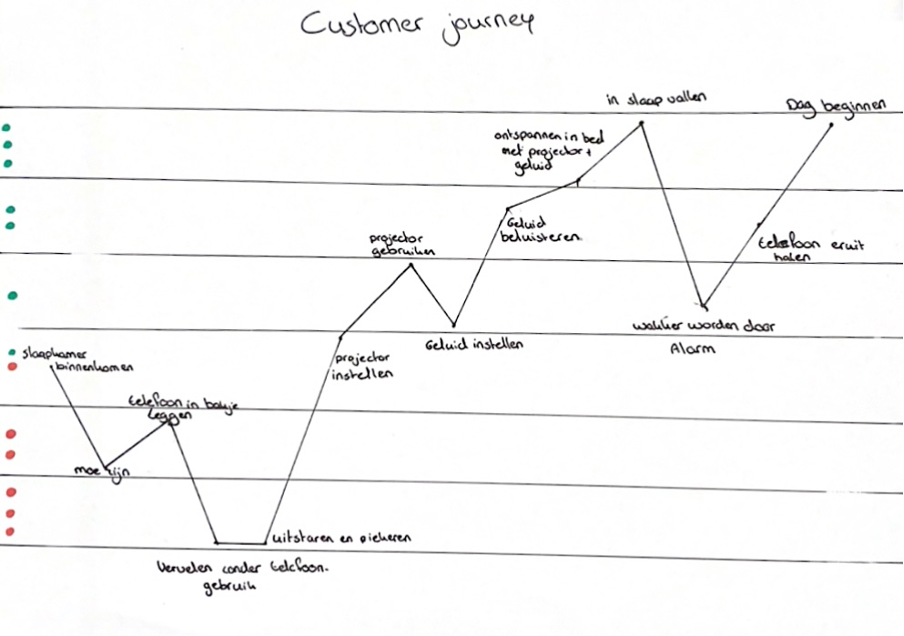 Customer journey
in slaap vallen
Dag beginnen
ontspannen in bed
met projector +
geluid
Geluid
beluisteren
projector
gebruiken
telefoon eruit
halen
wakker worden door
Alarm
Geluid instellen
projector
instellen
slaapkamer
binnenkomen
telefoon in bakje
leggen
moe zijn
uitstaren en piekeren
Vervelen zonder telefoon-
gebruik